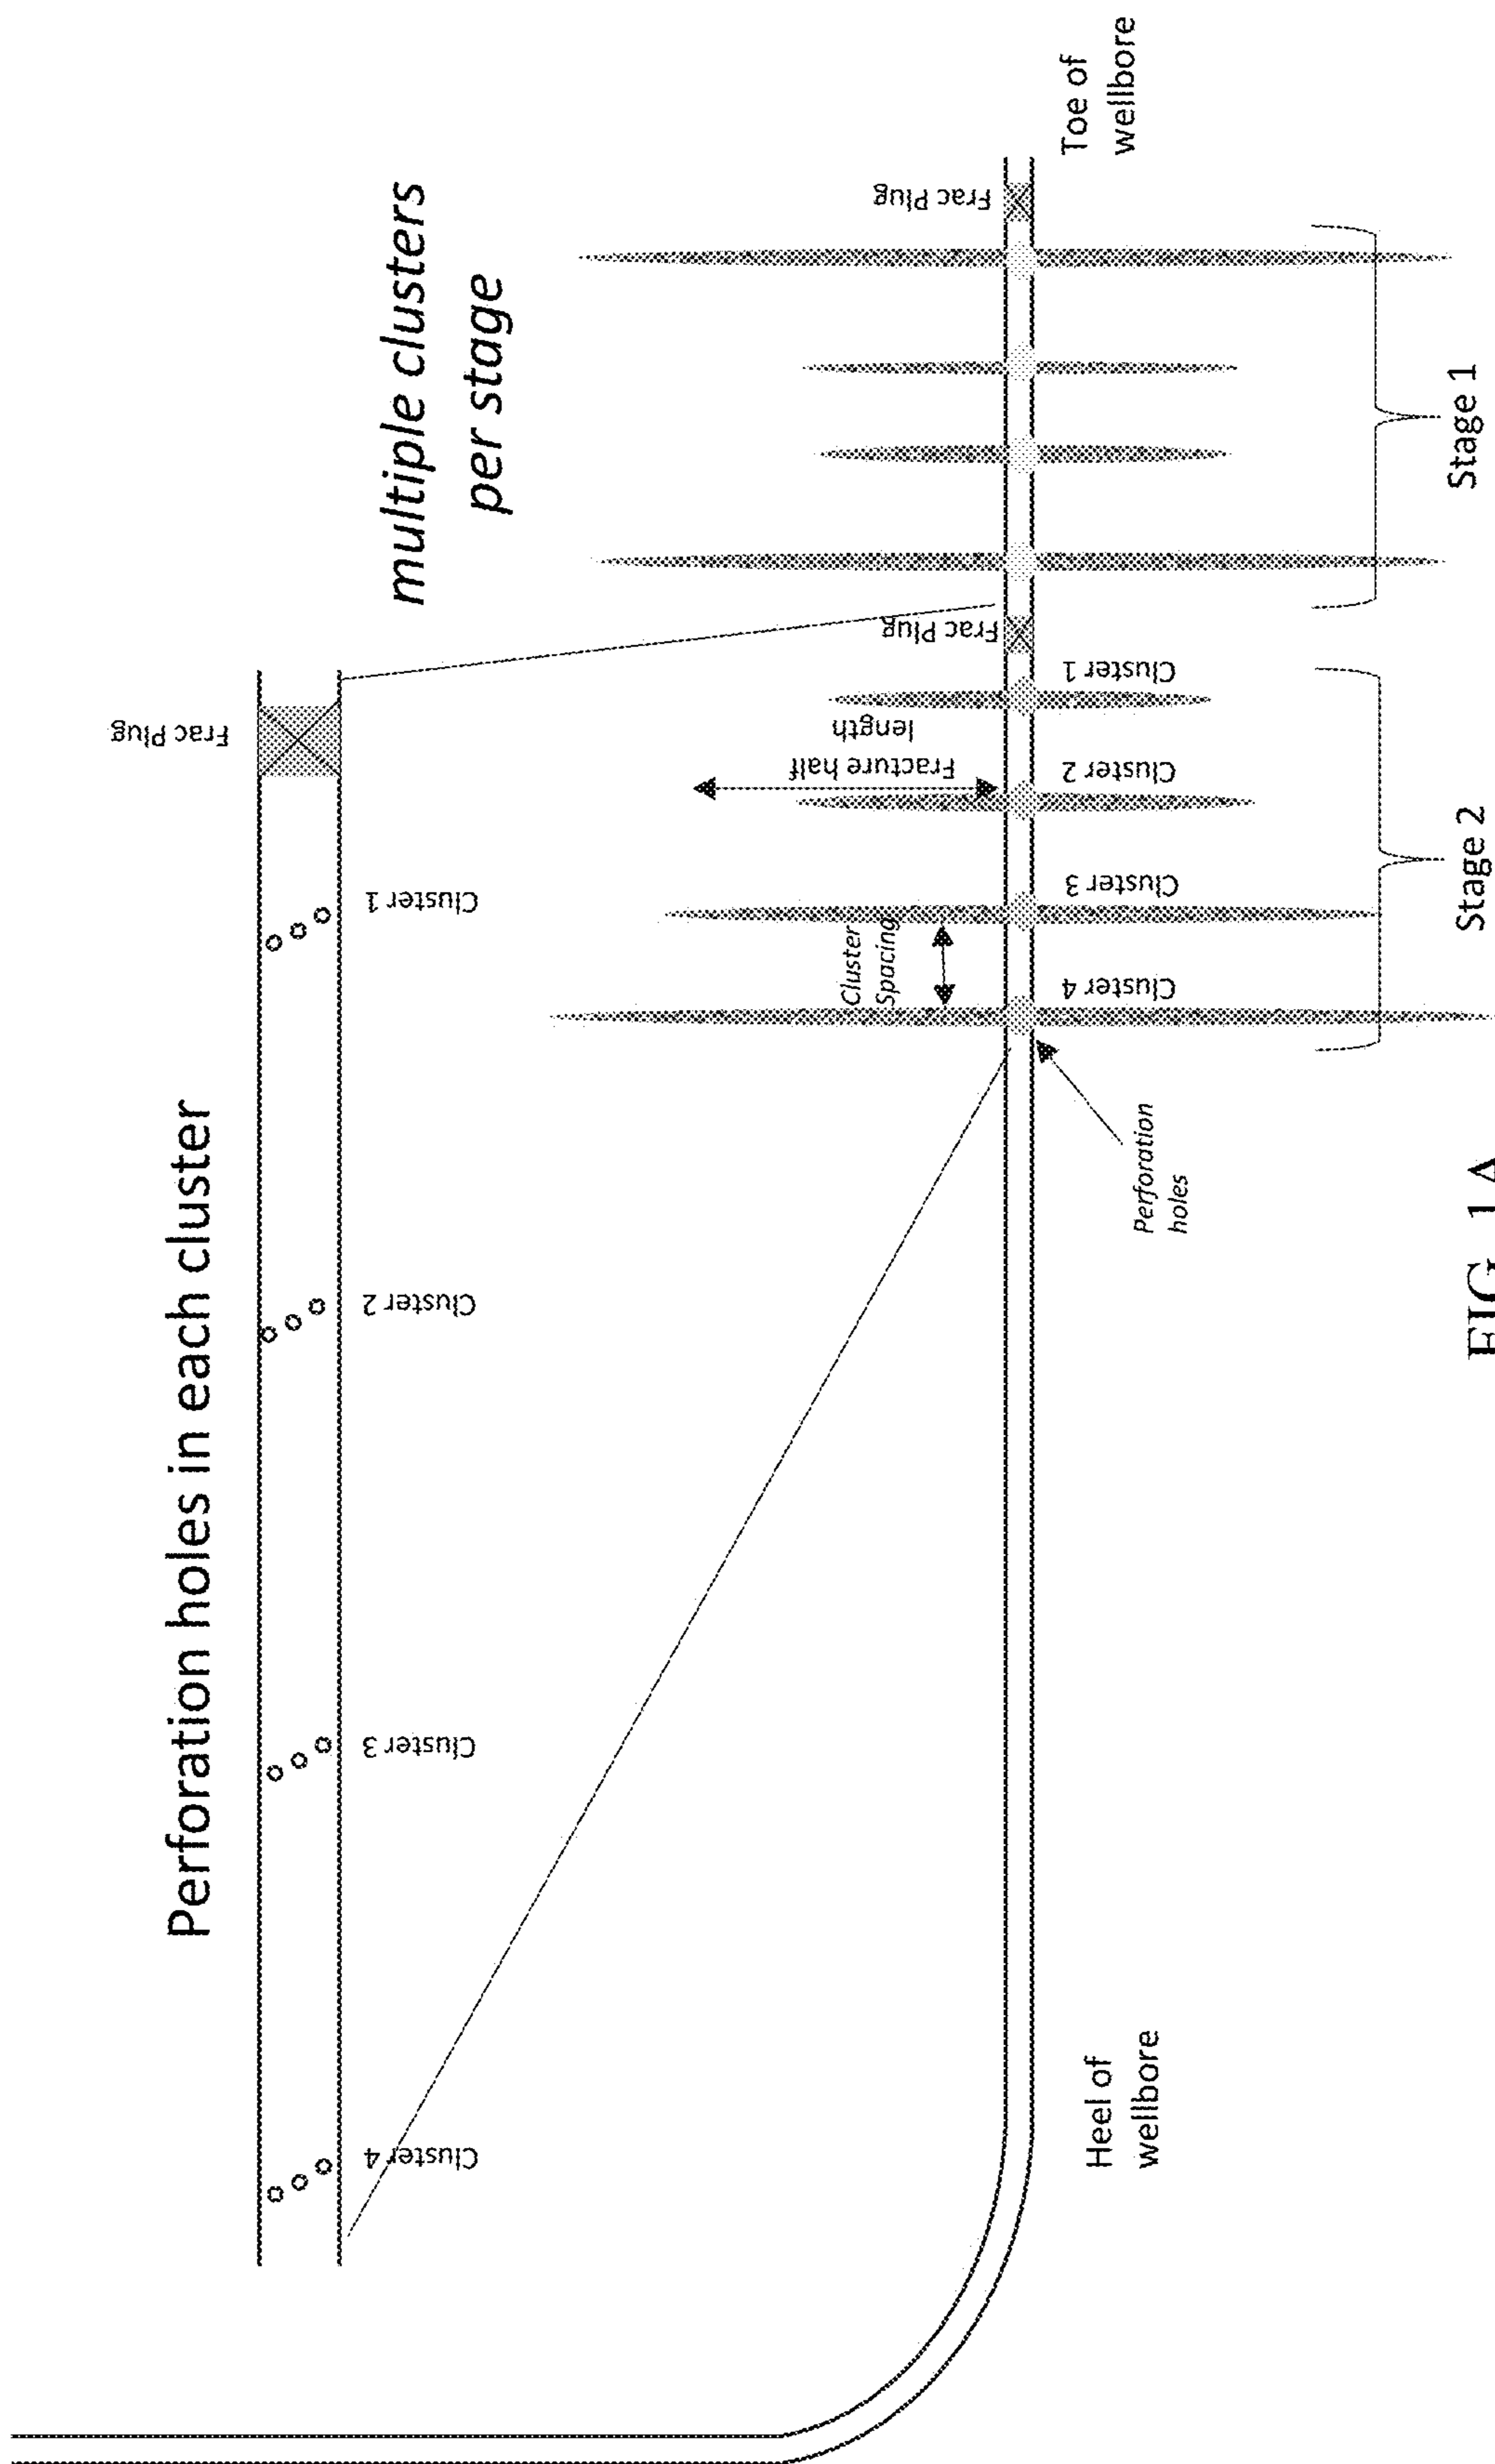 Perforation holes in each cluster
Frac Plug
Cluster 4
Cluster 3
Cluster 2
Cluster 1
multiple clusters
per stage
Cluster
Spacing
Fracture half
length
Frac Plug
Frac Plug
Cluster 4
Cluster 3
Cluster 2
Cluster 1
Heel of
wellbore
Perforation
holes
Toe of
wellbore
Stage 2
Stage 1
FIG. 1A